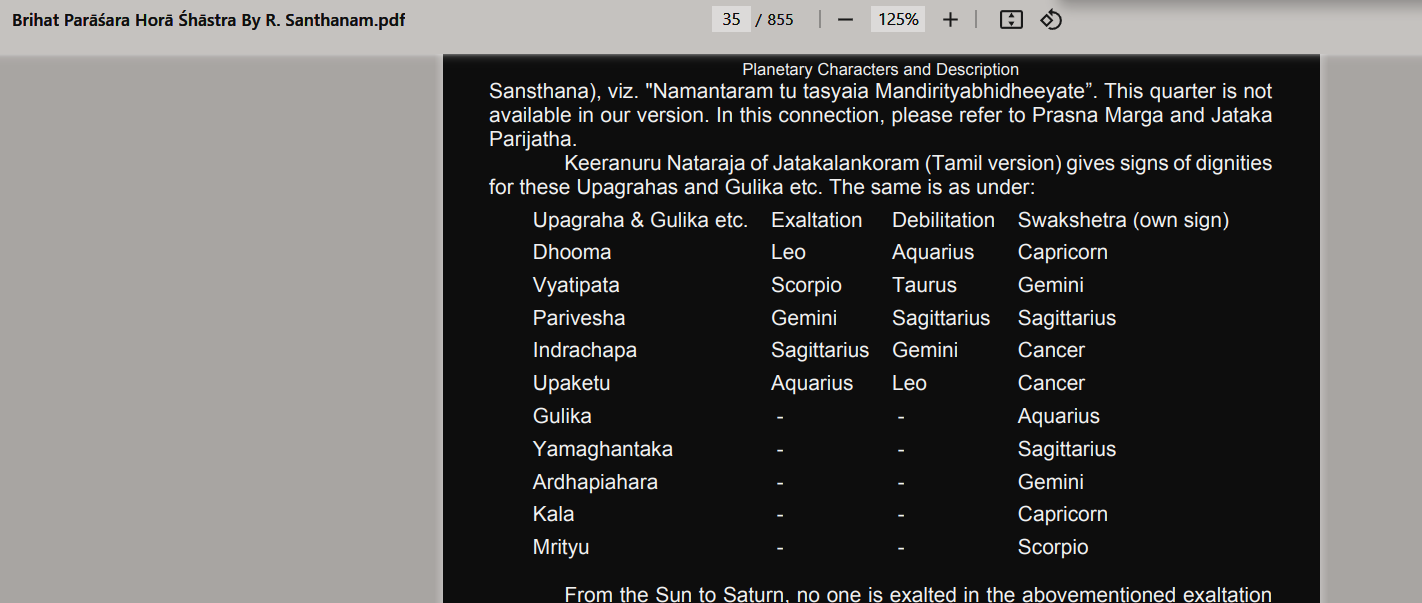 Brihat Parāśara Horā Śhāstra By R. Santhanam.pdf
35 / 855
125%
Planetary Characters and Description
Sansthana), viz. "Namantaram tu tasyaia Mandirityabhidheeyate”. This quarter is not
available in our version. In this connection, please refer to Prasna Marga and Jataka
Parijatha.
Keeranuru Nataraja of Jatakalankoram (Tamil version) gives signs of dignities
for these Upagrahas and Gulika etc. The same is as under:
Upagraha & Gulika etc. Exaltation Debilitation Swakshetra (own sign)
Dhooma Leo Aquarius Capricorn
Vyatipata Scorpio Taurus Gemini
Parivesha Gemini Sagittarius Sagittarius
Indrachapa Sagittarius Gemini Cancer
Upaketu Aquarius Leo Cancer
Gulika - - Aquarius
Yamaghantaka - - Sagittarius
Ardhapiahara - - Gemini
Kala - - Capricorn
Mrityu - - Scorpio
From the Sun to Saturn, no one is exalted in the abovementioned exaltation